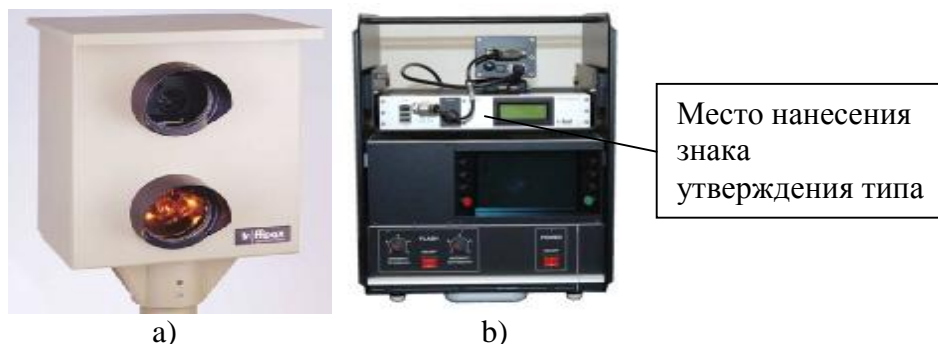 Место нанесения
знака
утверждения типа
FLASH
POWER
a)
b)